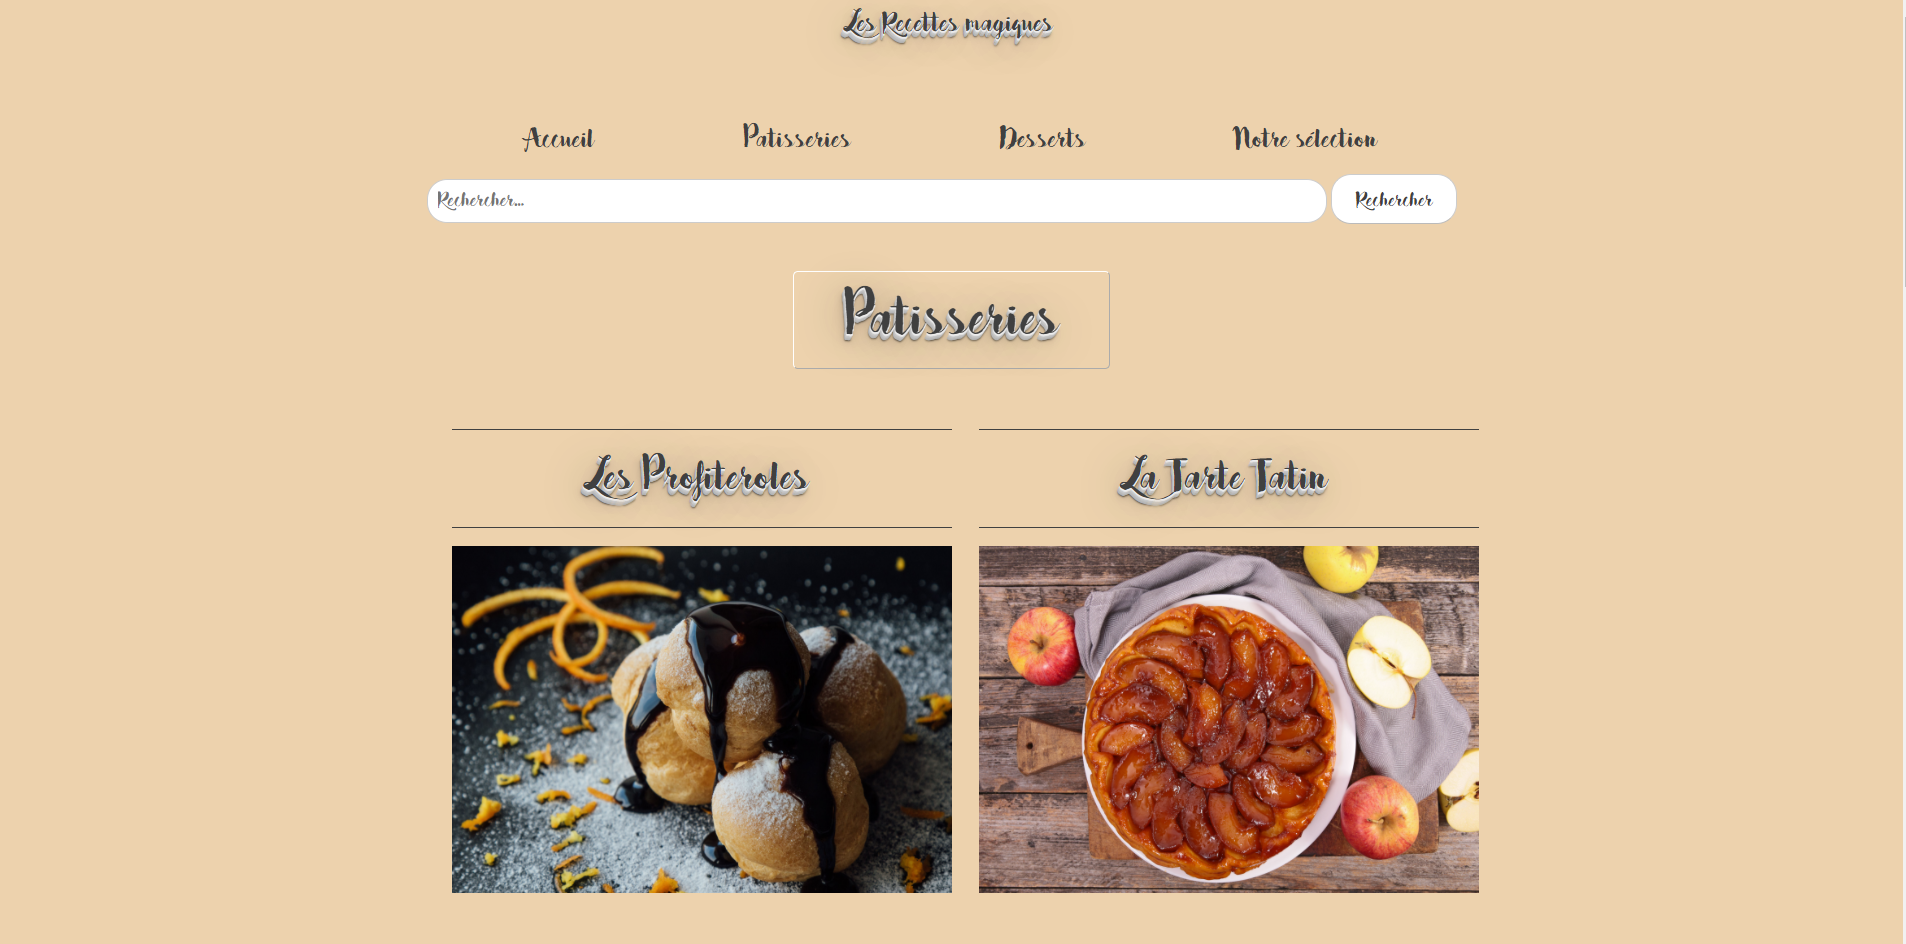 Les Recettes magiques
Accueil Patisseries Desserts Notre sélection
Rechercher... Rechercher
Patisseries
Les Profiteroles La Tarte Tatin